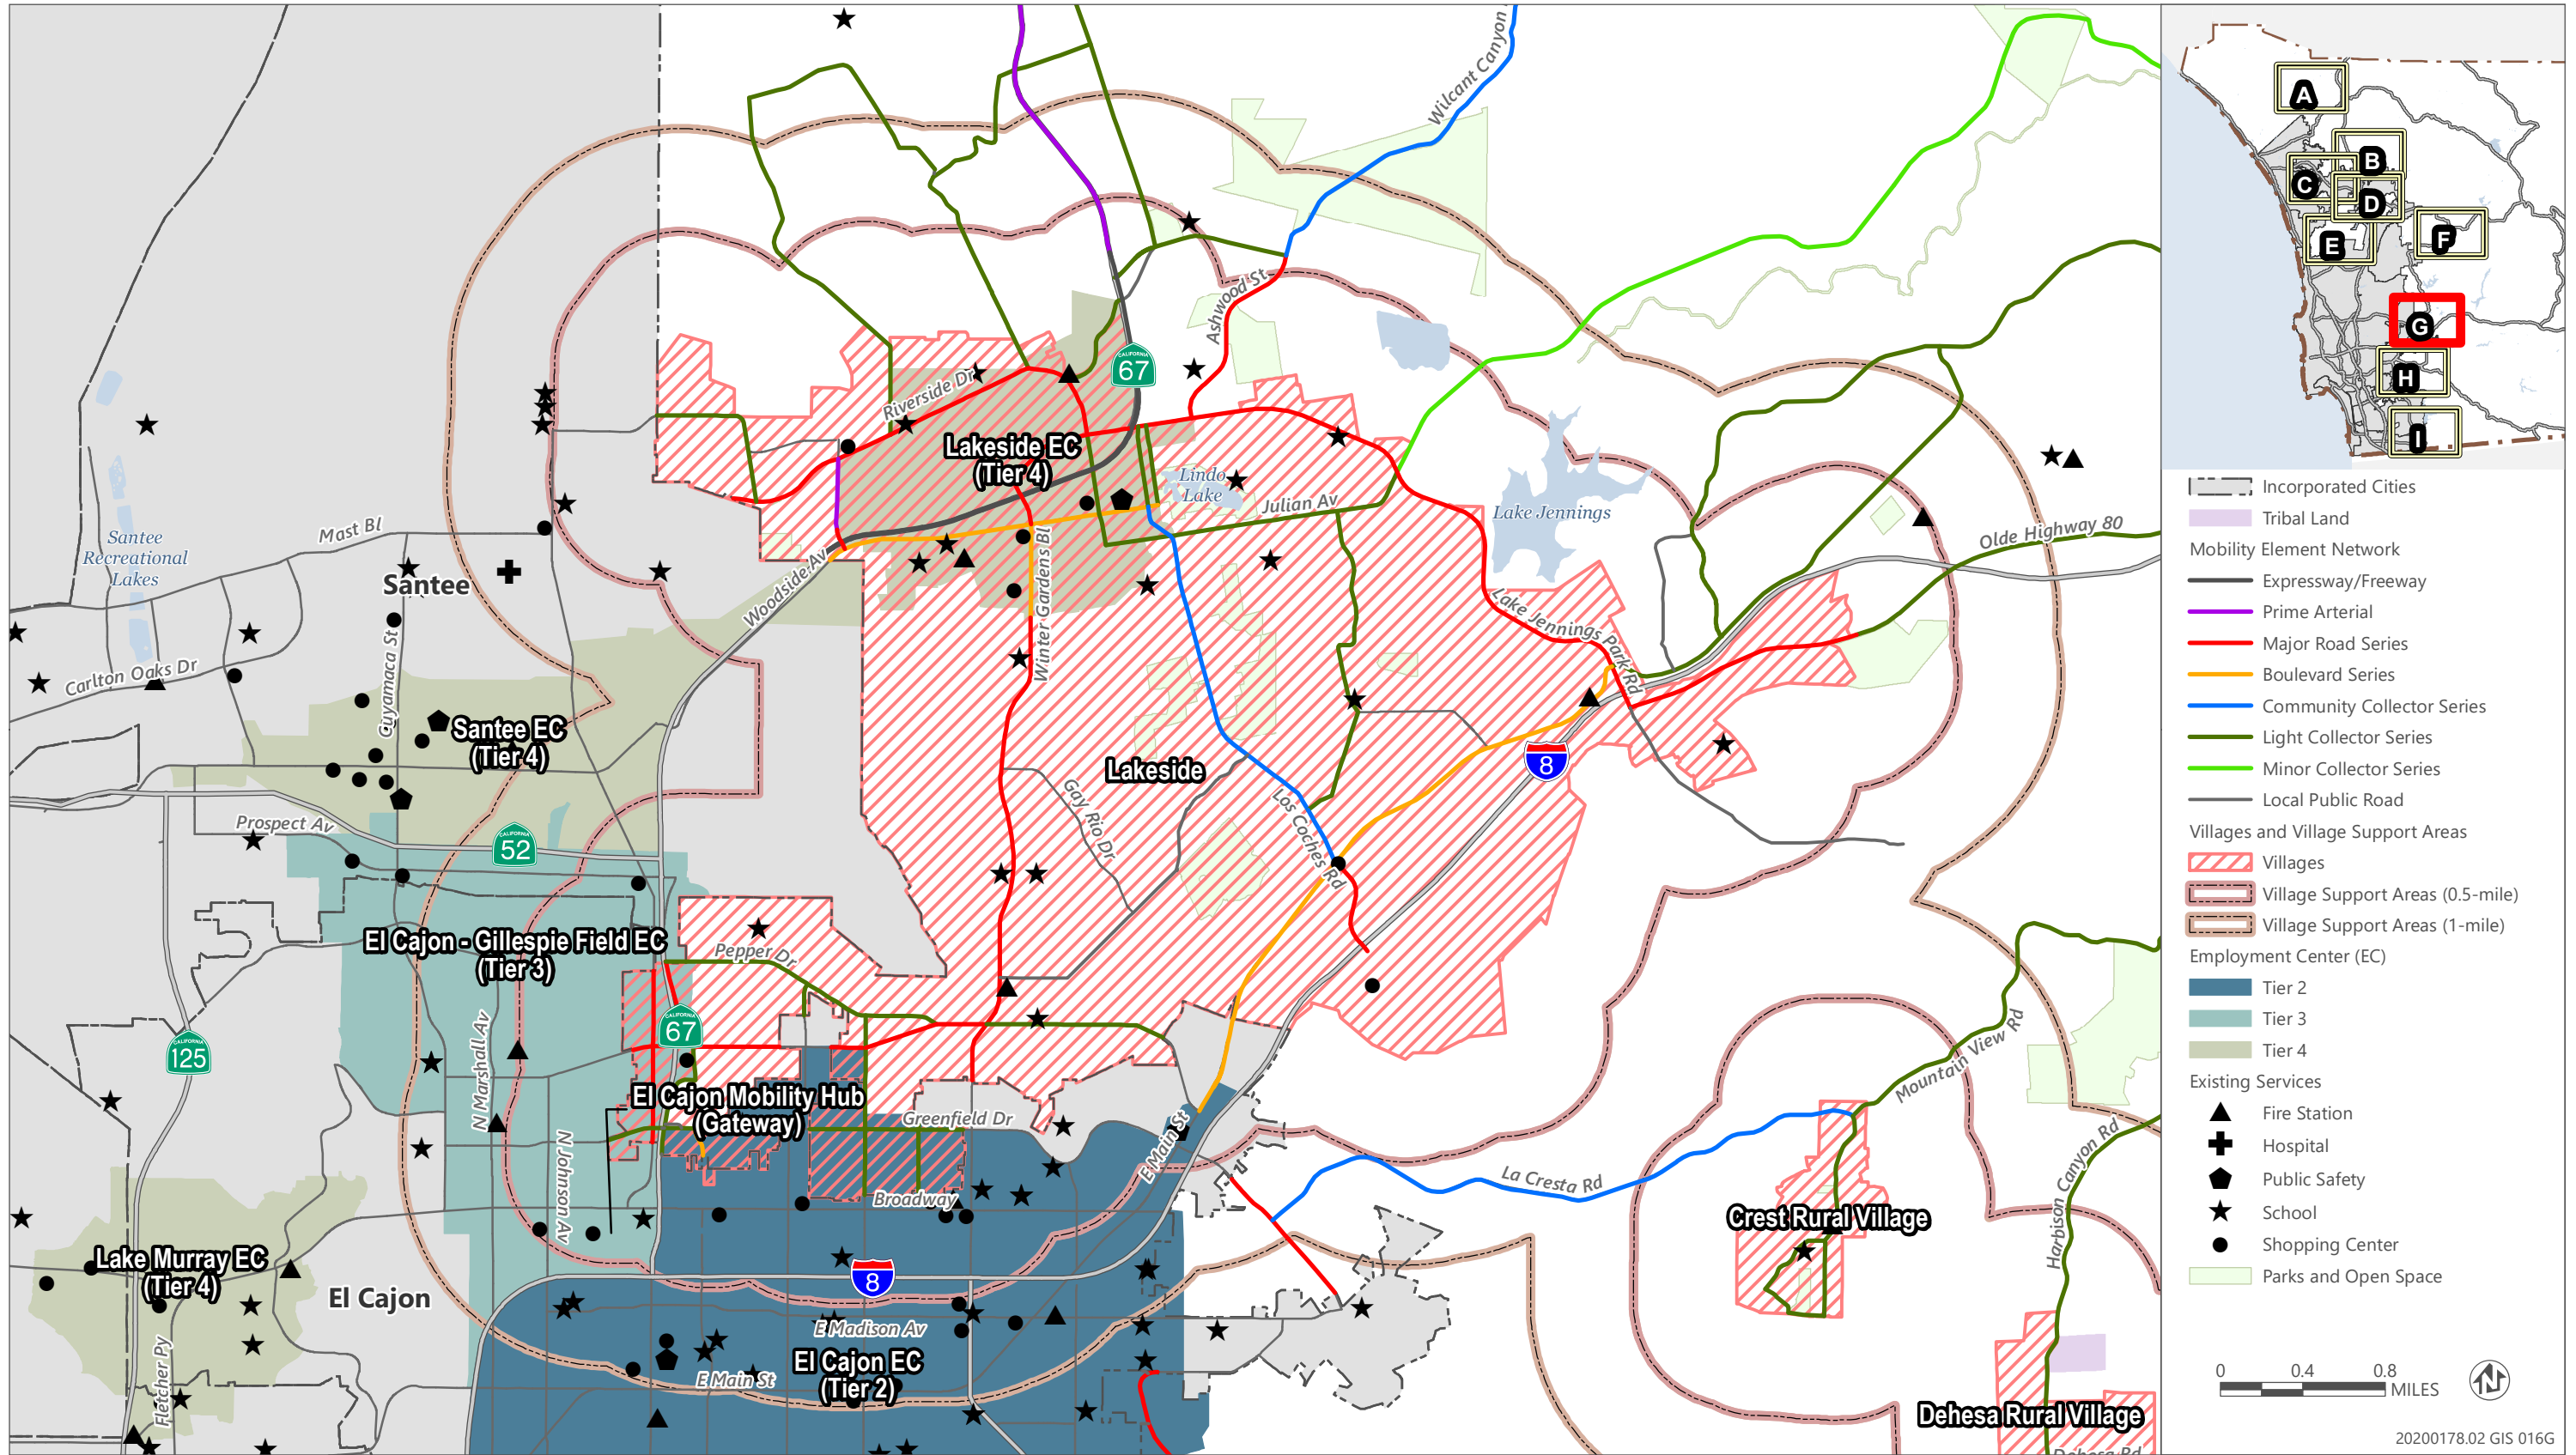 Wilcant Canyon
Ashwood St
Riverside Dr
CALIFORNIA
67
Lakeside EC
(Tier 4)
Lindo
Lake
Julian Av
Lake Jennings
Olde Highway 80
Santee
Recreational
Lakes
Mast Bl
Santee
Woodside Av
Winter Gardens Bl
Lake Jennings Park Rd
Carlton Oaks Dr
Cuyamaca St
Santee EC
(Tier 4)
Lakeside
8
Gay Rio Dr
Los Coches Rd
Prospect Av
CALIFORNIA
52
El Cajon - Gillespie Field EC
(Tier 3)
Pepper Dr
CALIFORNIA
67
CALIFORNIA
125
N Marshall Av
El Cajon Mobility Hub
(Gateway)
Greenfield Dr
Mountain View Rd
N Johnson Av
E Main St
Broadway
La Cresta Rd
Harbison Canyon Rd
Crest Rural Village
Lake Murray EC
(Tier 4)
El Cajon
8
Fletcher Py
E Madison Av
El Cajon EC
(Tier 2)
E Main St
Dehesa Rural Village
Dehesa Rd
A
B
C
D
E
F
G
H
I
Incorporated Cities
Tribal Land
Mobility Element Network
Expressway/Freeway
Prime Arterial
Major Road Series
Boulevard Series
Community Collector Series
Light Collector Series
Minor Collector Series
Local Public Road
Villages and Village Support Areas
Villages
Village Support Areas (0.5-mile)
Village Support Areas (1-mile)
Employment Center (EC)
Tier 2
Tier 3
Tier 4
Existing Services
Fire Station
Hospital
Public Safety
School
Shopping Center
Parks and Open Space
0 0.4 0.8
MILES
N
20200178.02 GIS 016G